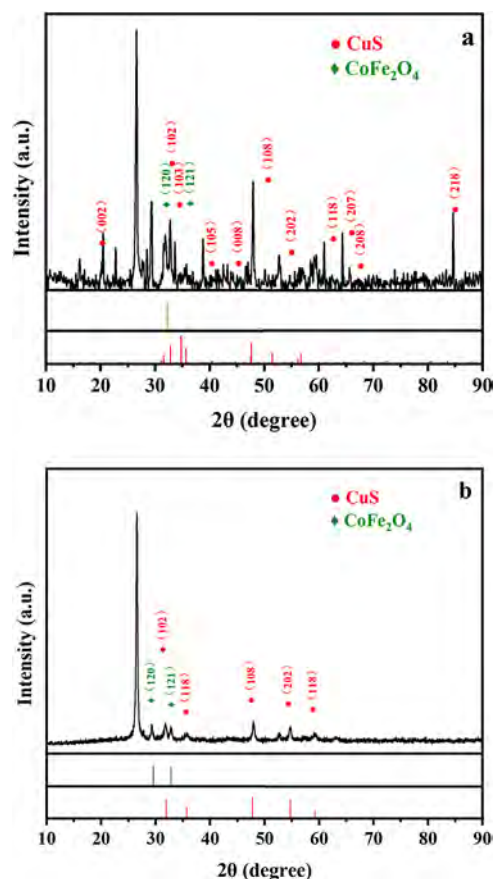 a
CuS
CoFe₂O₄
(002)
(120)
(102)
(103)
(121)
(105)
(008)
(108)
(202)
(118)
(207)
(208)
(218)
Intensity (a.u.)
10 20 30 40 50 60 70 80 90
2θ (degree)
b
CuS
CoFe₂O₄
(120)
(102)
(121)
(118)
(108)
(202)
(118)
Intensity (a.u.)
10 20 30 40 50 60 70 80 90
2θ (degree)